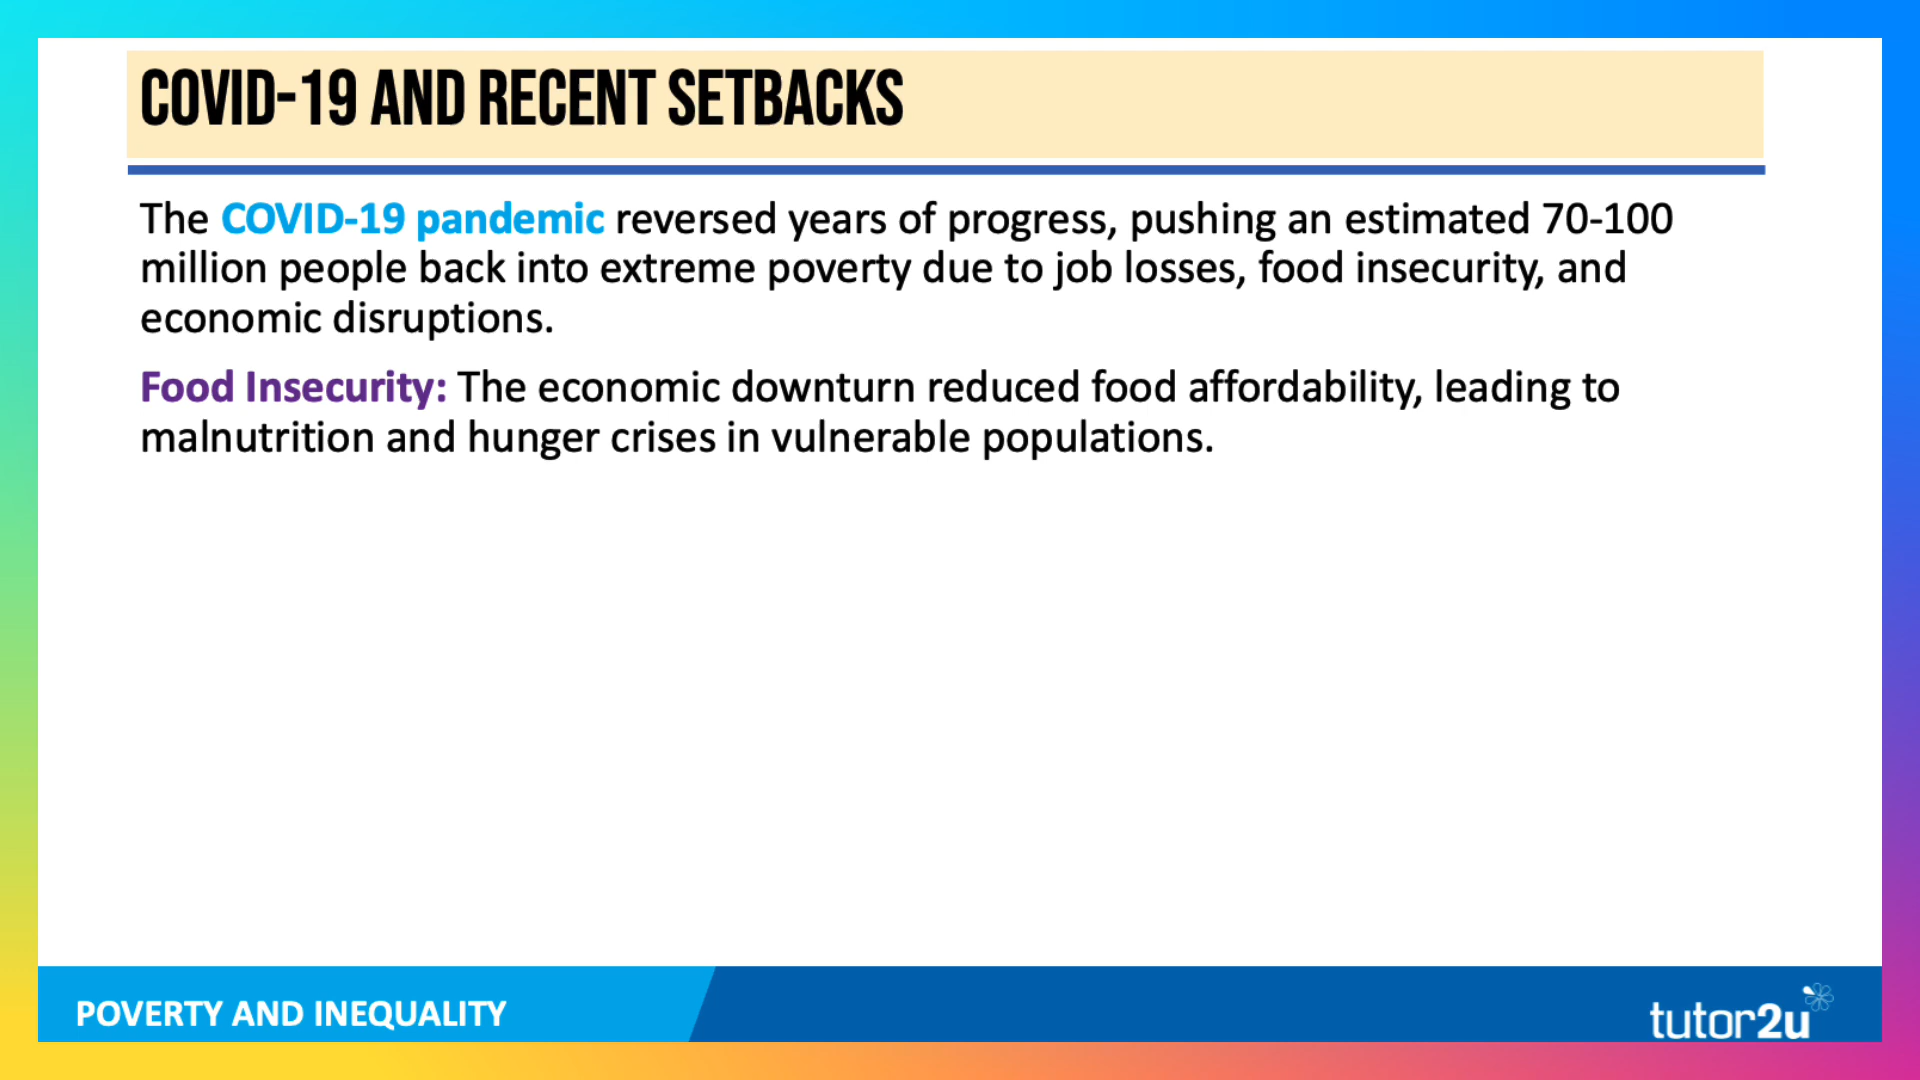 COVID-19 AND RECENT SETBACKS
The COVID-19 pandemic reversed years of progress, pushing an estimated 70-100
million people back into extreme poverty due to job losses, food insecurity, and
economic disruptions.
Food Insecurity: The economic downturn reduced food affordability, leading to
malnutrition and hunger crises in vulnerable populations.
POVERTY AND INEQUALITY
tutor2u